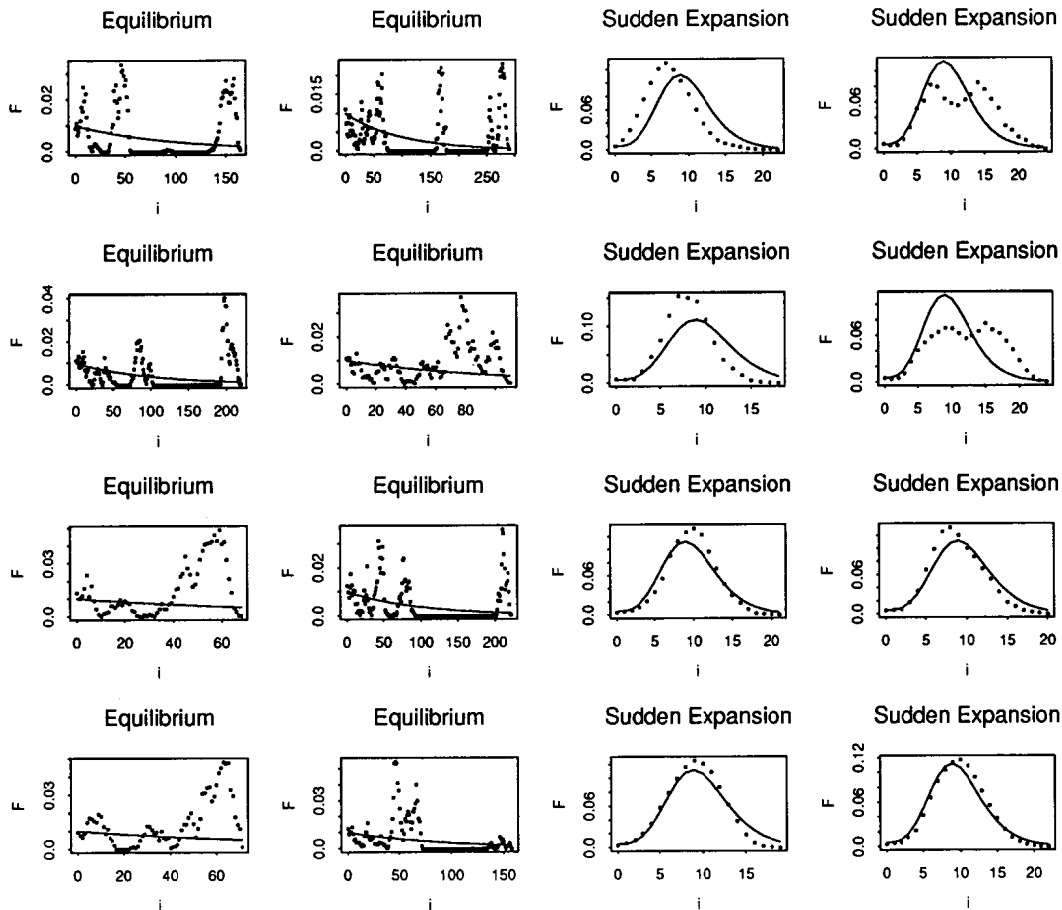 Equilibrium
F
0.0 0.02
0 50 100 150
i
Equilibrium
F
0.0 0.015
0 50 150 250
i
Sudden Expansion
F
0.0 0.06
0 5 10 15 20
i
Sudden Expansion
F
0.0 0.06
0 5 10 15 20
i
Equilibrium
F
0.0 0.02 0.04
0 50 100 150 200
i
Equilibrium
F
0.0 0.02
0 20 40 60 80
i
Sudden Expansion
F
0.0 0.10
0 5 10 15
i
Sudden Expansion
F
0.0 0.06
0 5 10 15 20
i
Equilibrium
F
0.0 0.03
0 20 40 60
i
Equilibrium
F
0.0 0.02
0 50 100 150 200
i
Sudden Expansion
F
0.0 0.06
0 5 10 15 20
i
Sudden Expansion
F
0.0 0.06
0 5 10 15 20
i
Equilibrium
F
0.0 0.03
0 20 40 60
i
Equilibrium
F
0.0 0.03
0 50 100 150
i
Sudden Expansion
F
0.0 0.06
0 5 10 15
i
Sudden Expansion
F
0.0 0.06 0.12
0 5 10 15 20
i